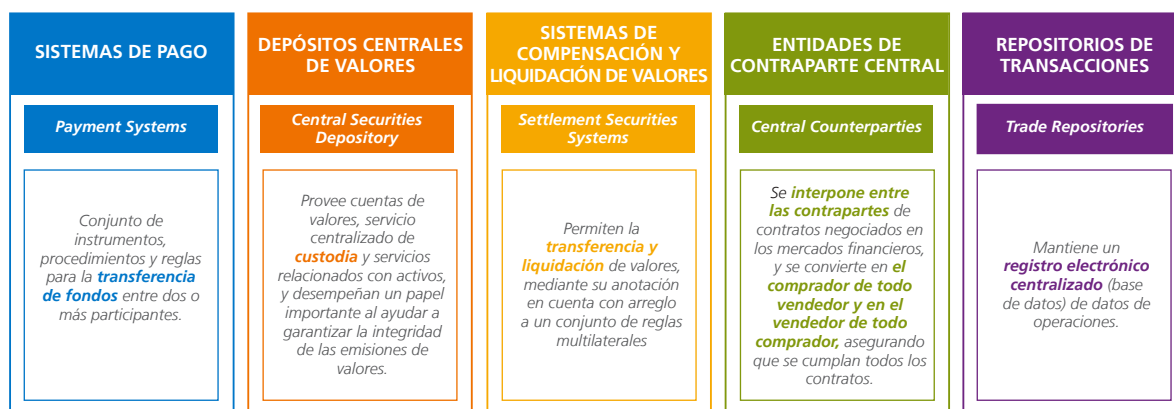 SISTEMAS DE PAGO
Payment Systems
Conjunto de
instrumentos,
procedimientos y reglas
para la transferencia
de fondos entre dos o
más participantes.
DEPÓSITOS CENTRALES
DE VALORES
Central Securities
Depository
Provee cuentas de
valores, servicio
centralizado de
custodia y servicios
relacionados con activos,
y desempeñan un papel
importante al ayudar a
garantizar la integridad
de las emisiones de
valores.
SISTEMAS DE
COMPENSACIÓN Y
LIQUIDACIÓN DE VALORES
Settlement Securities
Systems
Permiten la
transferencia y
liquidación de valores,
mediante su anotación
en cuenta con arreglo
a un conjunto de reglas
multilaterales
ENTIDADES DE
CONTRAPARTE CENTRAL
Central Counterparties
Se interpone entre
las contrapartes de
contratos negociados en
los mercados financieros,
y se convierte en el
comprador de todo
vendedor y en el
vendedor de todo
comprador, asegurando
que se cumplan todos los
contratos.
REPOSITORIOS DE
TRANSACCIONES
Trade Repositories
Mantiene un
registro electrónico
centralizado (base
de datos) de datos de
operaciones.